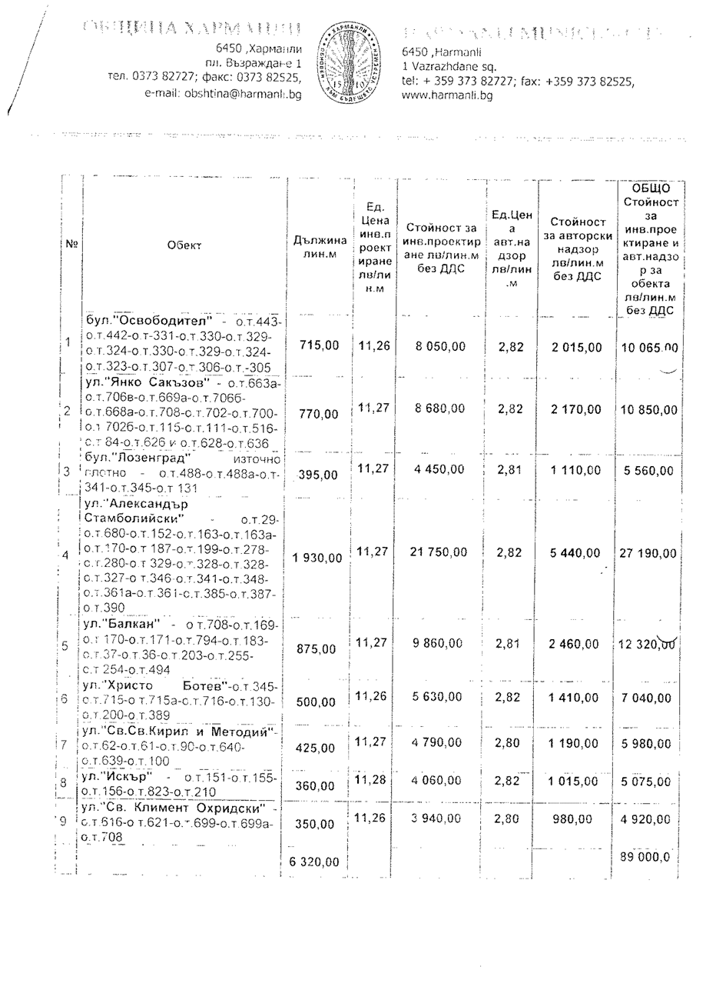 ОБЩИНА ХАРМАНЛИ
6450 ,Харманли
пл. Възраждане 1
тел. 0373 82727; факс: 0373 82525,
e-mail: obshtina@harmanli.bg
ХАРМАНЛИ
1510
6450 ,Harmanli
1 Vazrazhdane sq.
tel: + 359 373 82727; fax: +359 373 82525,
www.harmanli.bg
№ Обект Дължина лин.м Ед. Цена инв.проектиране лв/лин.м Стойност за инв.проектиране лв/лин.м без ДДС Ед.Цена авт.надзор лв/лин.м Стойност за авторски надзор лв/лин.м без ДДС ОБЩО Стойност за инв.проектиране и авт.надзор за обекта лв/лин.м без ДДС
бул."Освободител" - о.т.443-
о.т.442-о.т-331-о.т.330-о.т.329-
1 о.т.324-о.т.330-о.т.329-о.т.324- 715,00 11,26 8 050,00 2,82 2 015,00 10 065.00
о.т.323-о.т.307-о.т.306-о.т.-305
ул."Янко Сакъзов" - о.т.663а-
о.т.706в-о.т.669а-о.т.706б-
2 о.т.668а-о.т.708-с.т.702-о.т.700- 770,00 11,27 8 680,00 2,82 2 170,00 10 850,00
о.т 702б-о.т.115-о.т.111-о.т.516-
с.т 84-о.т.626 и о.т.628-о.т.636
бул."Лозенград" източно
3 - о.т.488-о.т.488а-о.т- 395,00 11,27 4 450,00 2,81 1 110,00 5 560,00
341-о.т.345-о.т 131
ул."Александър
Стамболийски" - о.т.29-
о.т.680-о.т.152-о.т.163-о.т.163а-
4 о.т.170-о.т 187-о.т.199-о.т.278- 1 930,00 11,27 21 750,00 2,82 5 440,00 27 190,00
с.т.280-о.т 329-о.т.328-о.т.328-
с.т.327-о т.346-о.т.341-о.т.348-
о.т.361а-о.т.361-с.т.385-о.т.387-
о.т.390
ул."Балкан" - о т.708-о.т.169-
5 о.т 170-о.т.171-о.т.794-о.т.183- 875,00 11,27 9 860,00 2,81 2 460,00 12 320,00
с.т.37-о.т.36-о.т.203-о.т.255-
с.т 254-о.т.494
ул."Христо Ботев"-о.т.345-
6 с.т.715-о т.715а-с.т.716-о.т.130- 500,00 11,26 5 630,00 2,82 1 410,00 7 040,00
о.т.200-о.т.389
ул."Св.Св.Кирил и Методий"-
7 о.т.62-о.т.61-о.т.90-о.т.640- 425,00 11,27 4 790,00 2,80 1 190,00 5 980,00
о.т.639-о.т.100
8 ул."Искър" - о.т.151-о.т.155- 360,00 11,28 4 060,00 2,82 1 015,00 5 075,00
о.т.156-о.т.823-о.т.210
ул."Св. Климент Охридски" -
9 с.т.616-о т.621-о.т.699-о.т.699а- 350,00 11,26 3 940,00 2,80 980,00 4 920,00
о.т.708
6 320,00 89 000,0